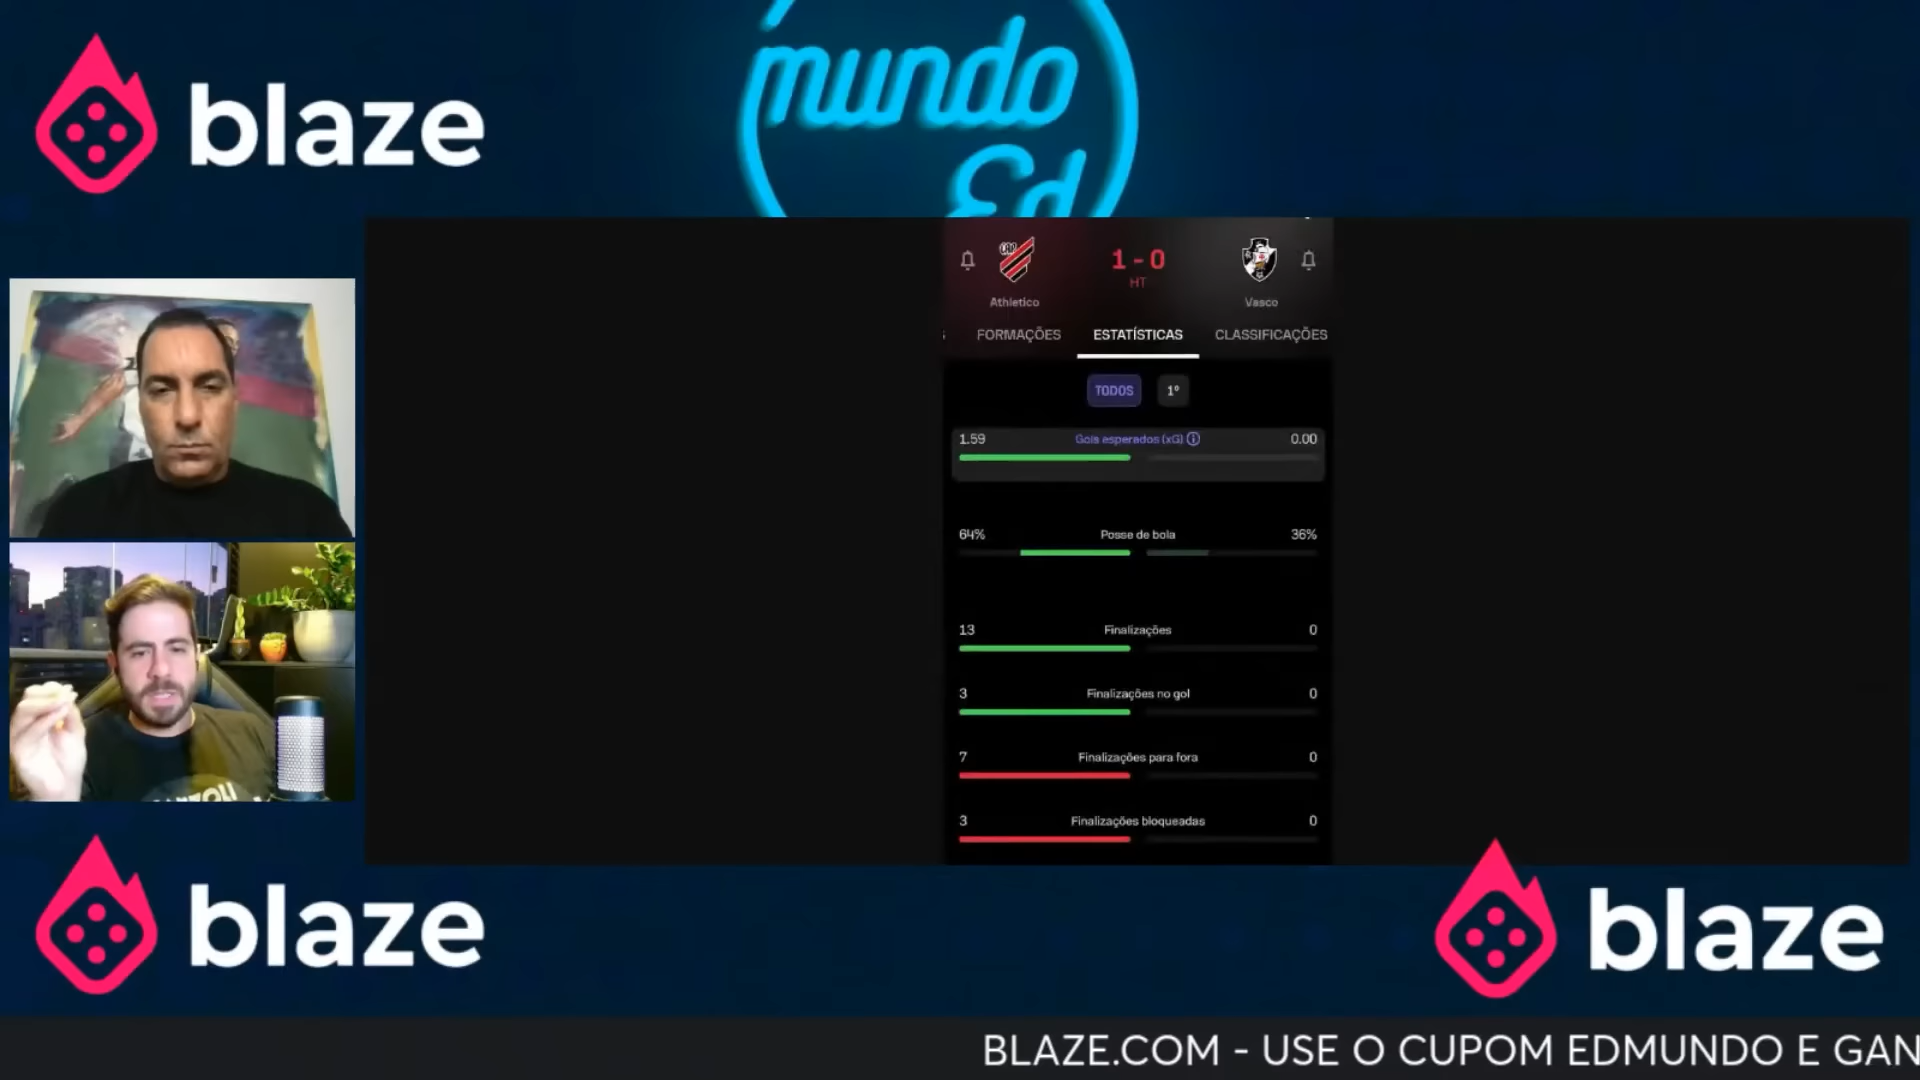 blaze
mundo
Ed
1 - 0
HT
Athletico
Vasco
FORMAÇÕES
ESTATÍSTICAS
CLASSIFICAÇÕES
TODOS
1º
1.59 Gols esperados (xG) 0.00
64% Posse de bola 36%
13 Finalizações 0
3 Finalizações no gol 0
7 Finalizações para fora 0
3 Finalizações bloqueadas 0
blaze
blaze
BLAZE.COM - USE O CUPOM EDMUNDO E GAN